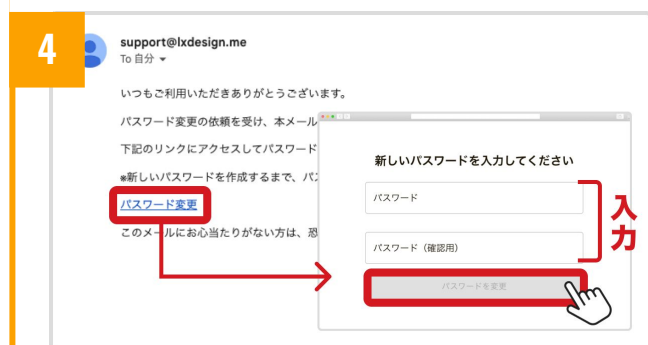 4
support@lxdesign.me
To 自分
いつもご利用いただきありがとうございます。
パスワード変更の依頼を受け、本メール
下記のリンクにアクセスしてパスワード
※新しいパスワードを作成するまで、パス
パスワード変更
このメールにお心当たりがない方は、恐
新しいパスワードを入力してください
パスワード
パスワード（確認用）
入力
パスワードを変更